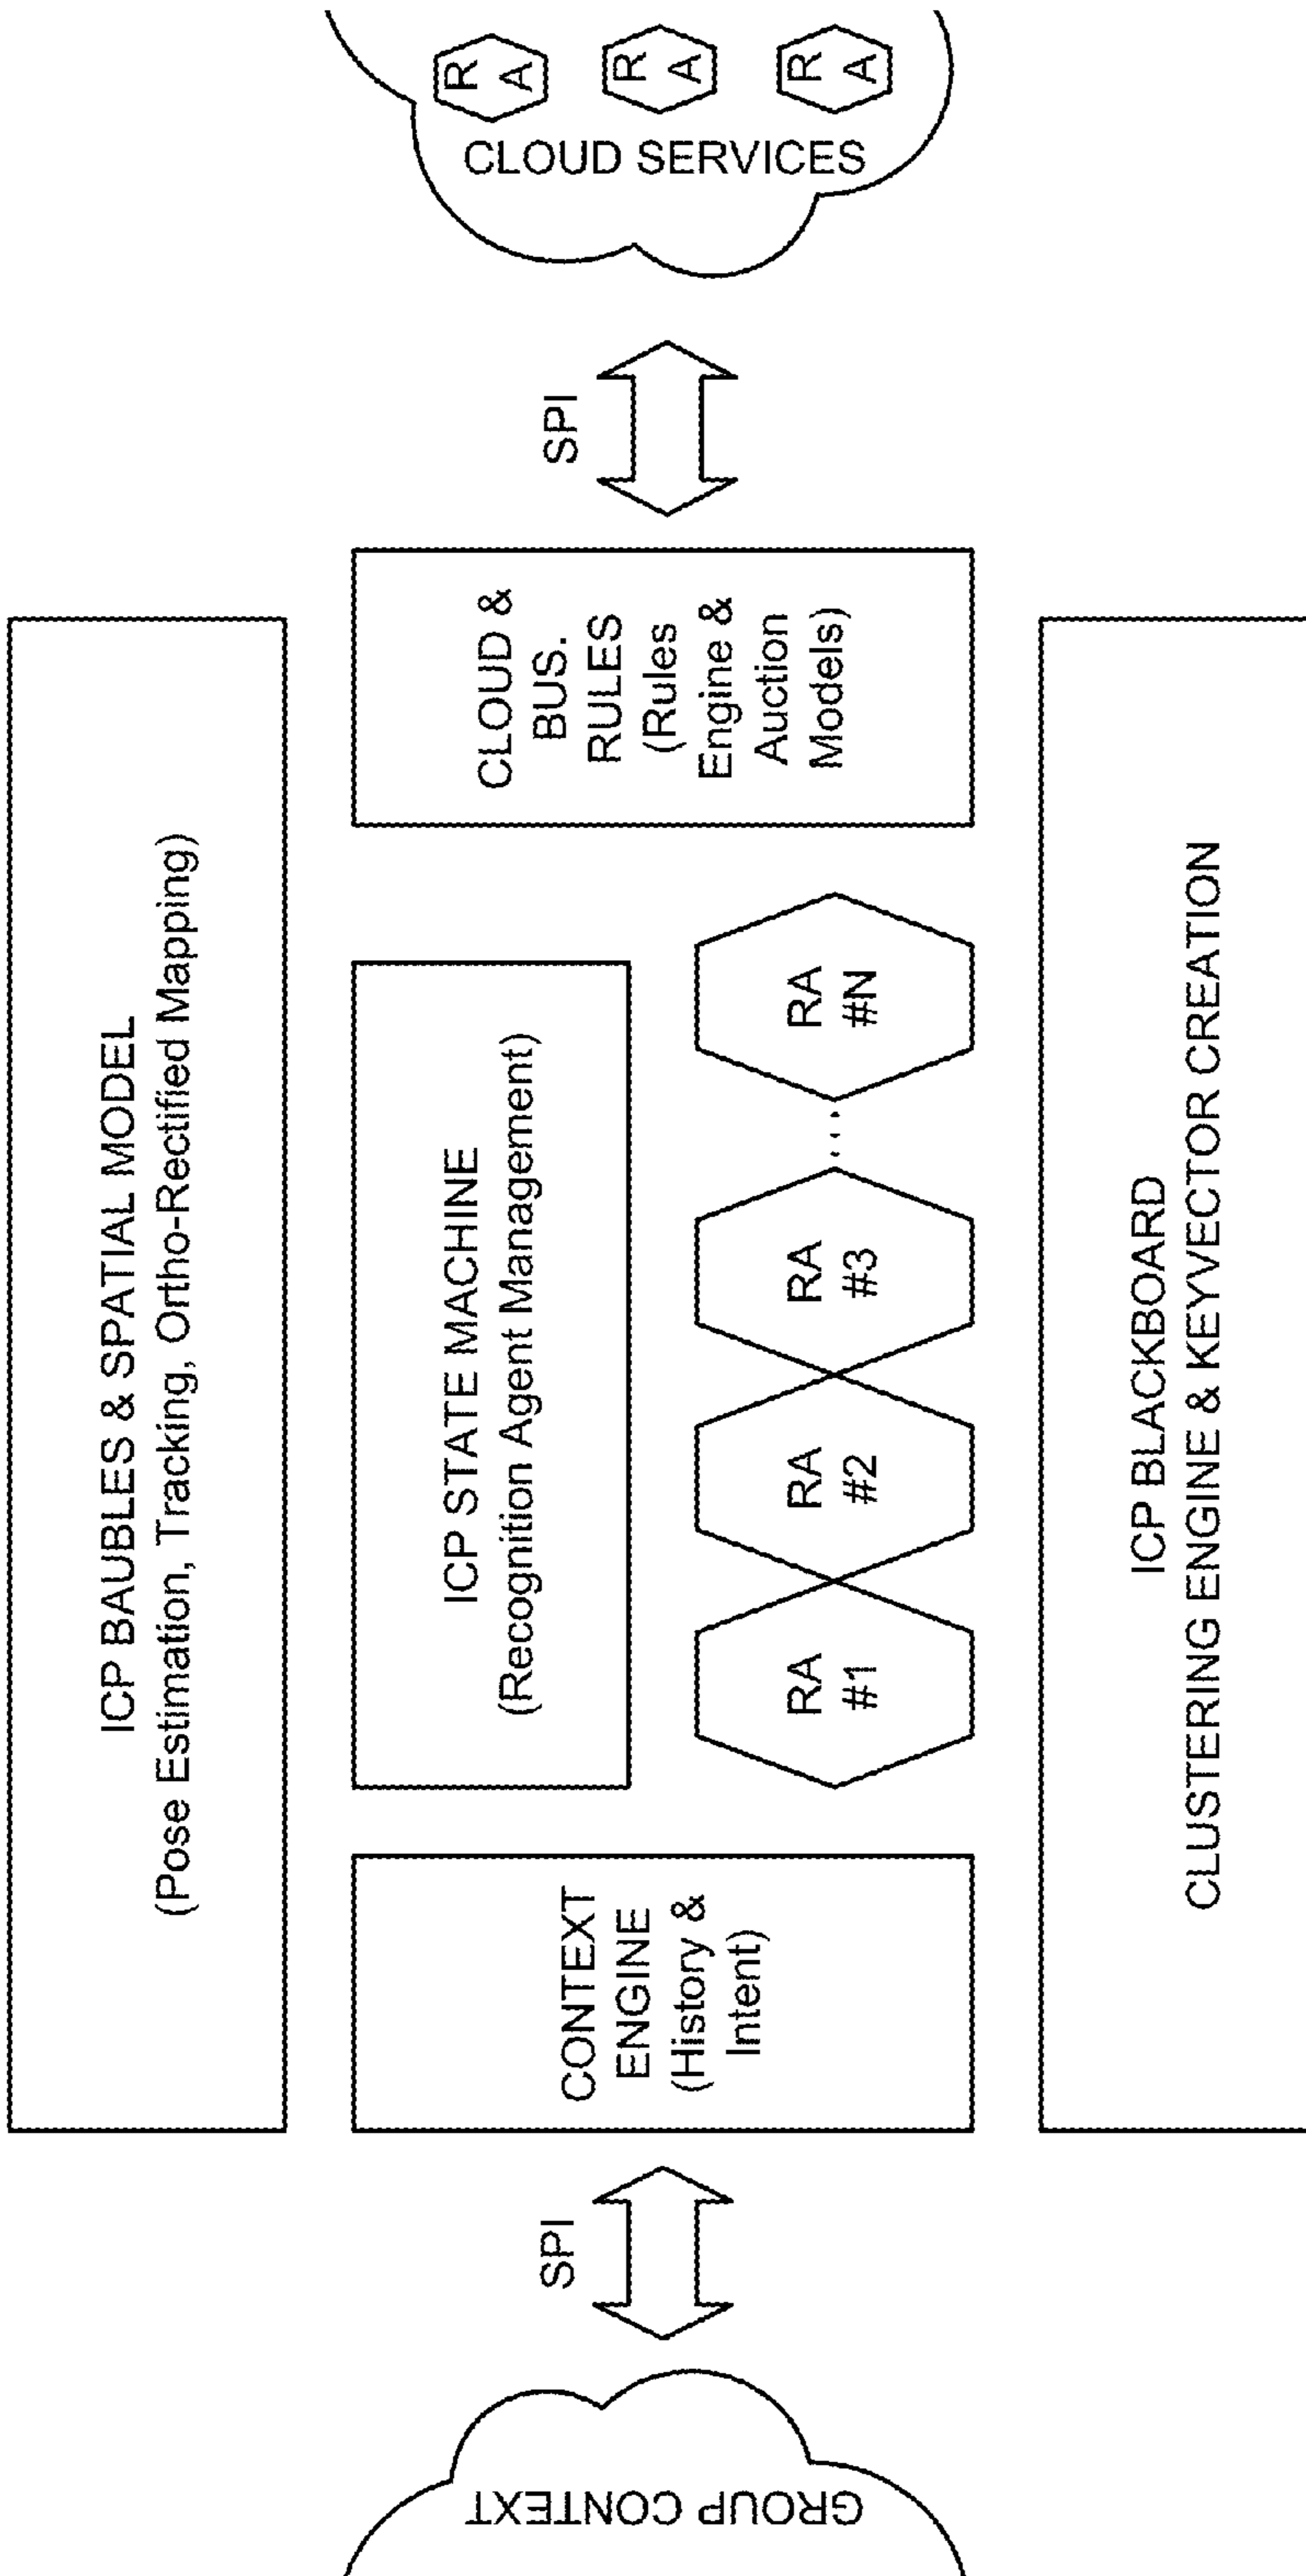 ICP BAUBLES & SPATIAL MODEL
(Pose Estimation, Tracking, Ortho-Rectified Mapping)
GROUP CONTEXT
SPI
CONTEXT
ENGINE
(History &
Intent)
ICP STATE MACHINE
(Recognition Agent Management)
RA
#1
RA
#2
RA
#3
...
RA
#N
CLOUD &
BUS.
RULES
(Rules
Engine &
Auction
Models)
SPI
CLOUD SERVICES
R
A
R
A
R
A
ICP BLACKBOARD
CLUSTERING ENGINE & KEYVECTOR CREATION